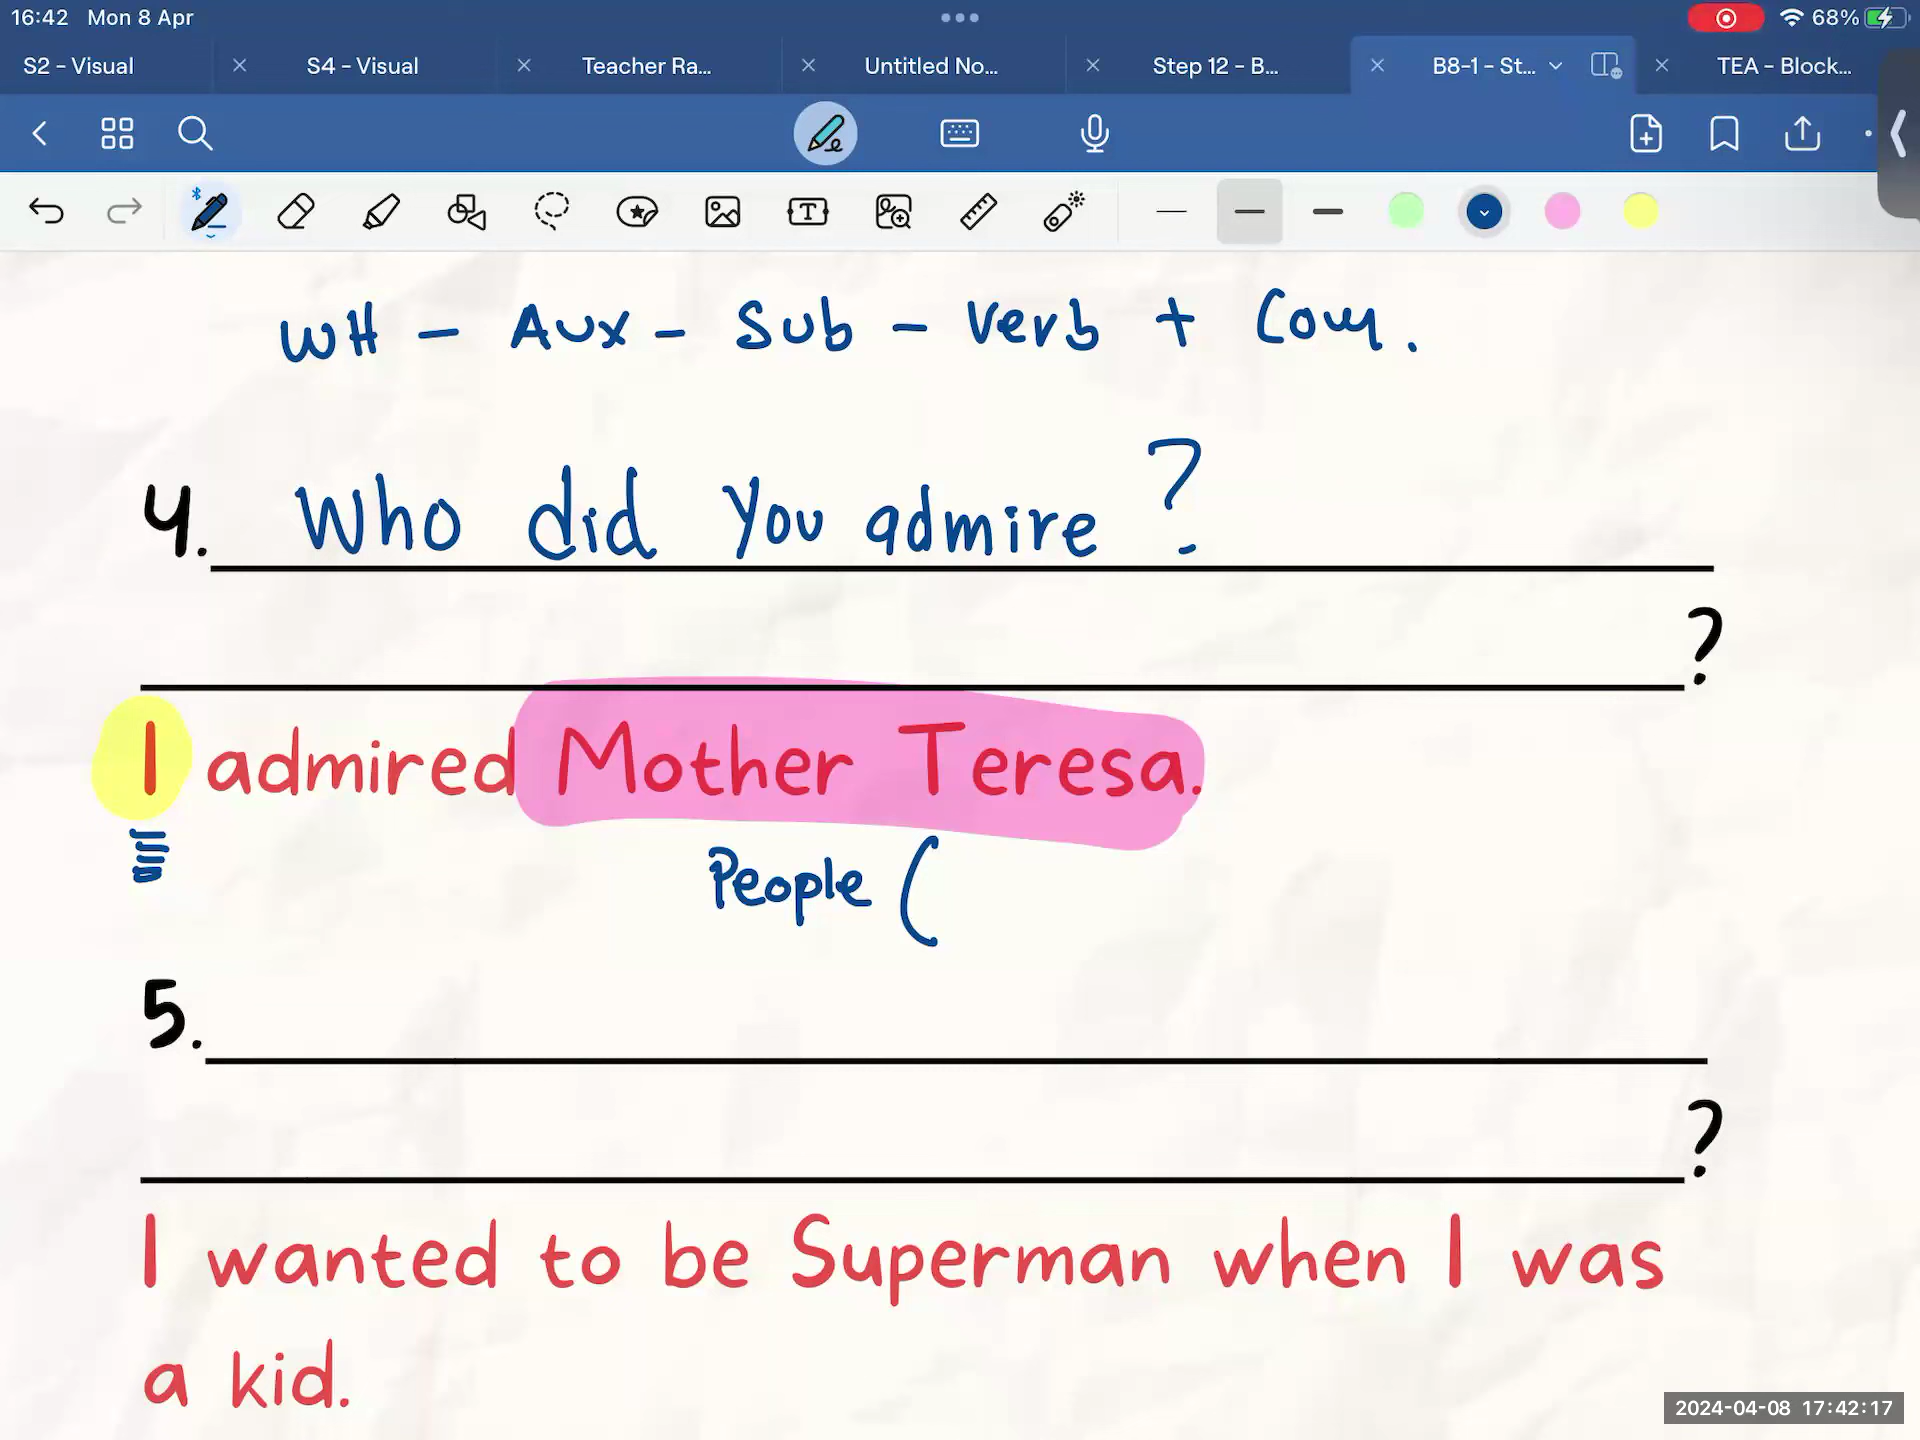 16:42 Mon 8 Apr 68%
S2 - Visual S4 - Visual Teacher Ra... Untitled No... Step 12 - B... B8-1 - St... TEA - Block...
WH - Aux - Sub - Verb + Com.
4. Who did you admire ?
?
I admired Mother Teresa.
People (
5.
?
I wanted to be Superman when I was
a kid.
2024-04-08 17:42:17